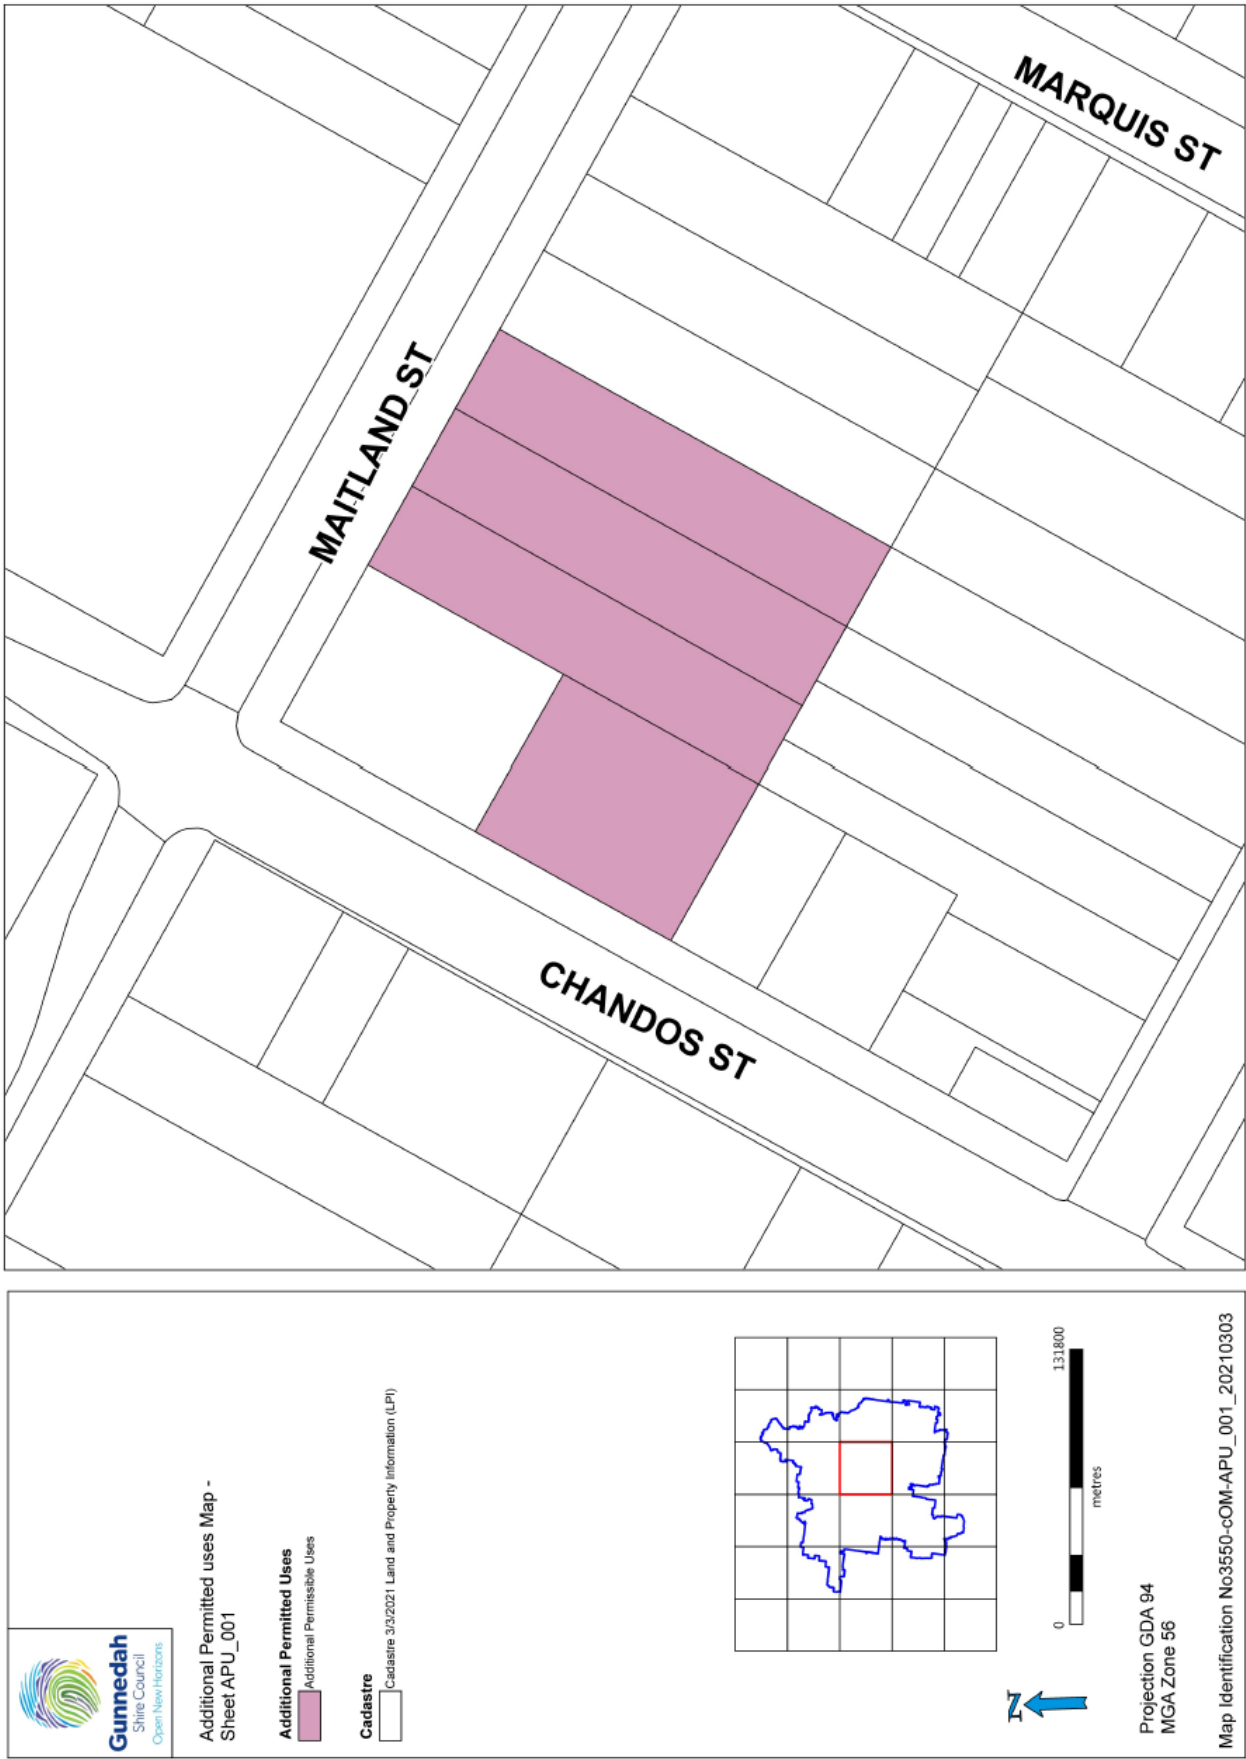 MARQUIS ST
MAITLAND ST
CHANDOS ST
Gunnedah
Shire Council
Open New Horizons
Additional Permitted uses Map -
Sheet APU_001
Additional Permitted Uses
Additional Permissible Uses
Cadastre
Cadastre 3/3/2021 Land and Property Information (LPI)
N
0
131800
metres
Projection GDA 94
MGA Zone 56
Map Identification No3550-cOM-APU_001_20210303